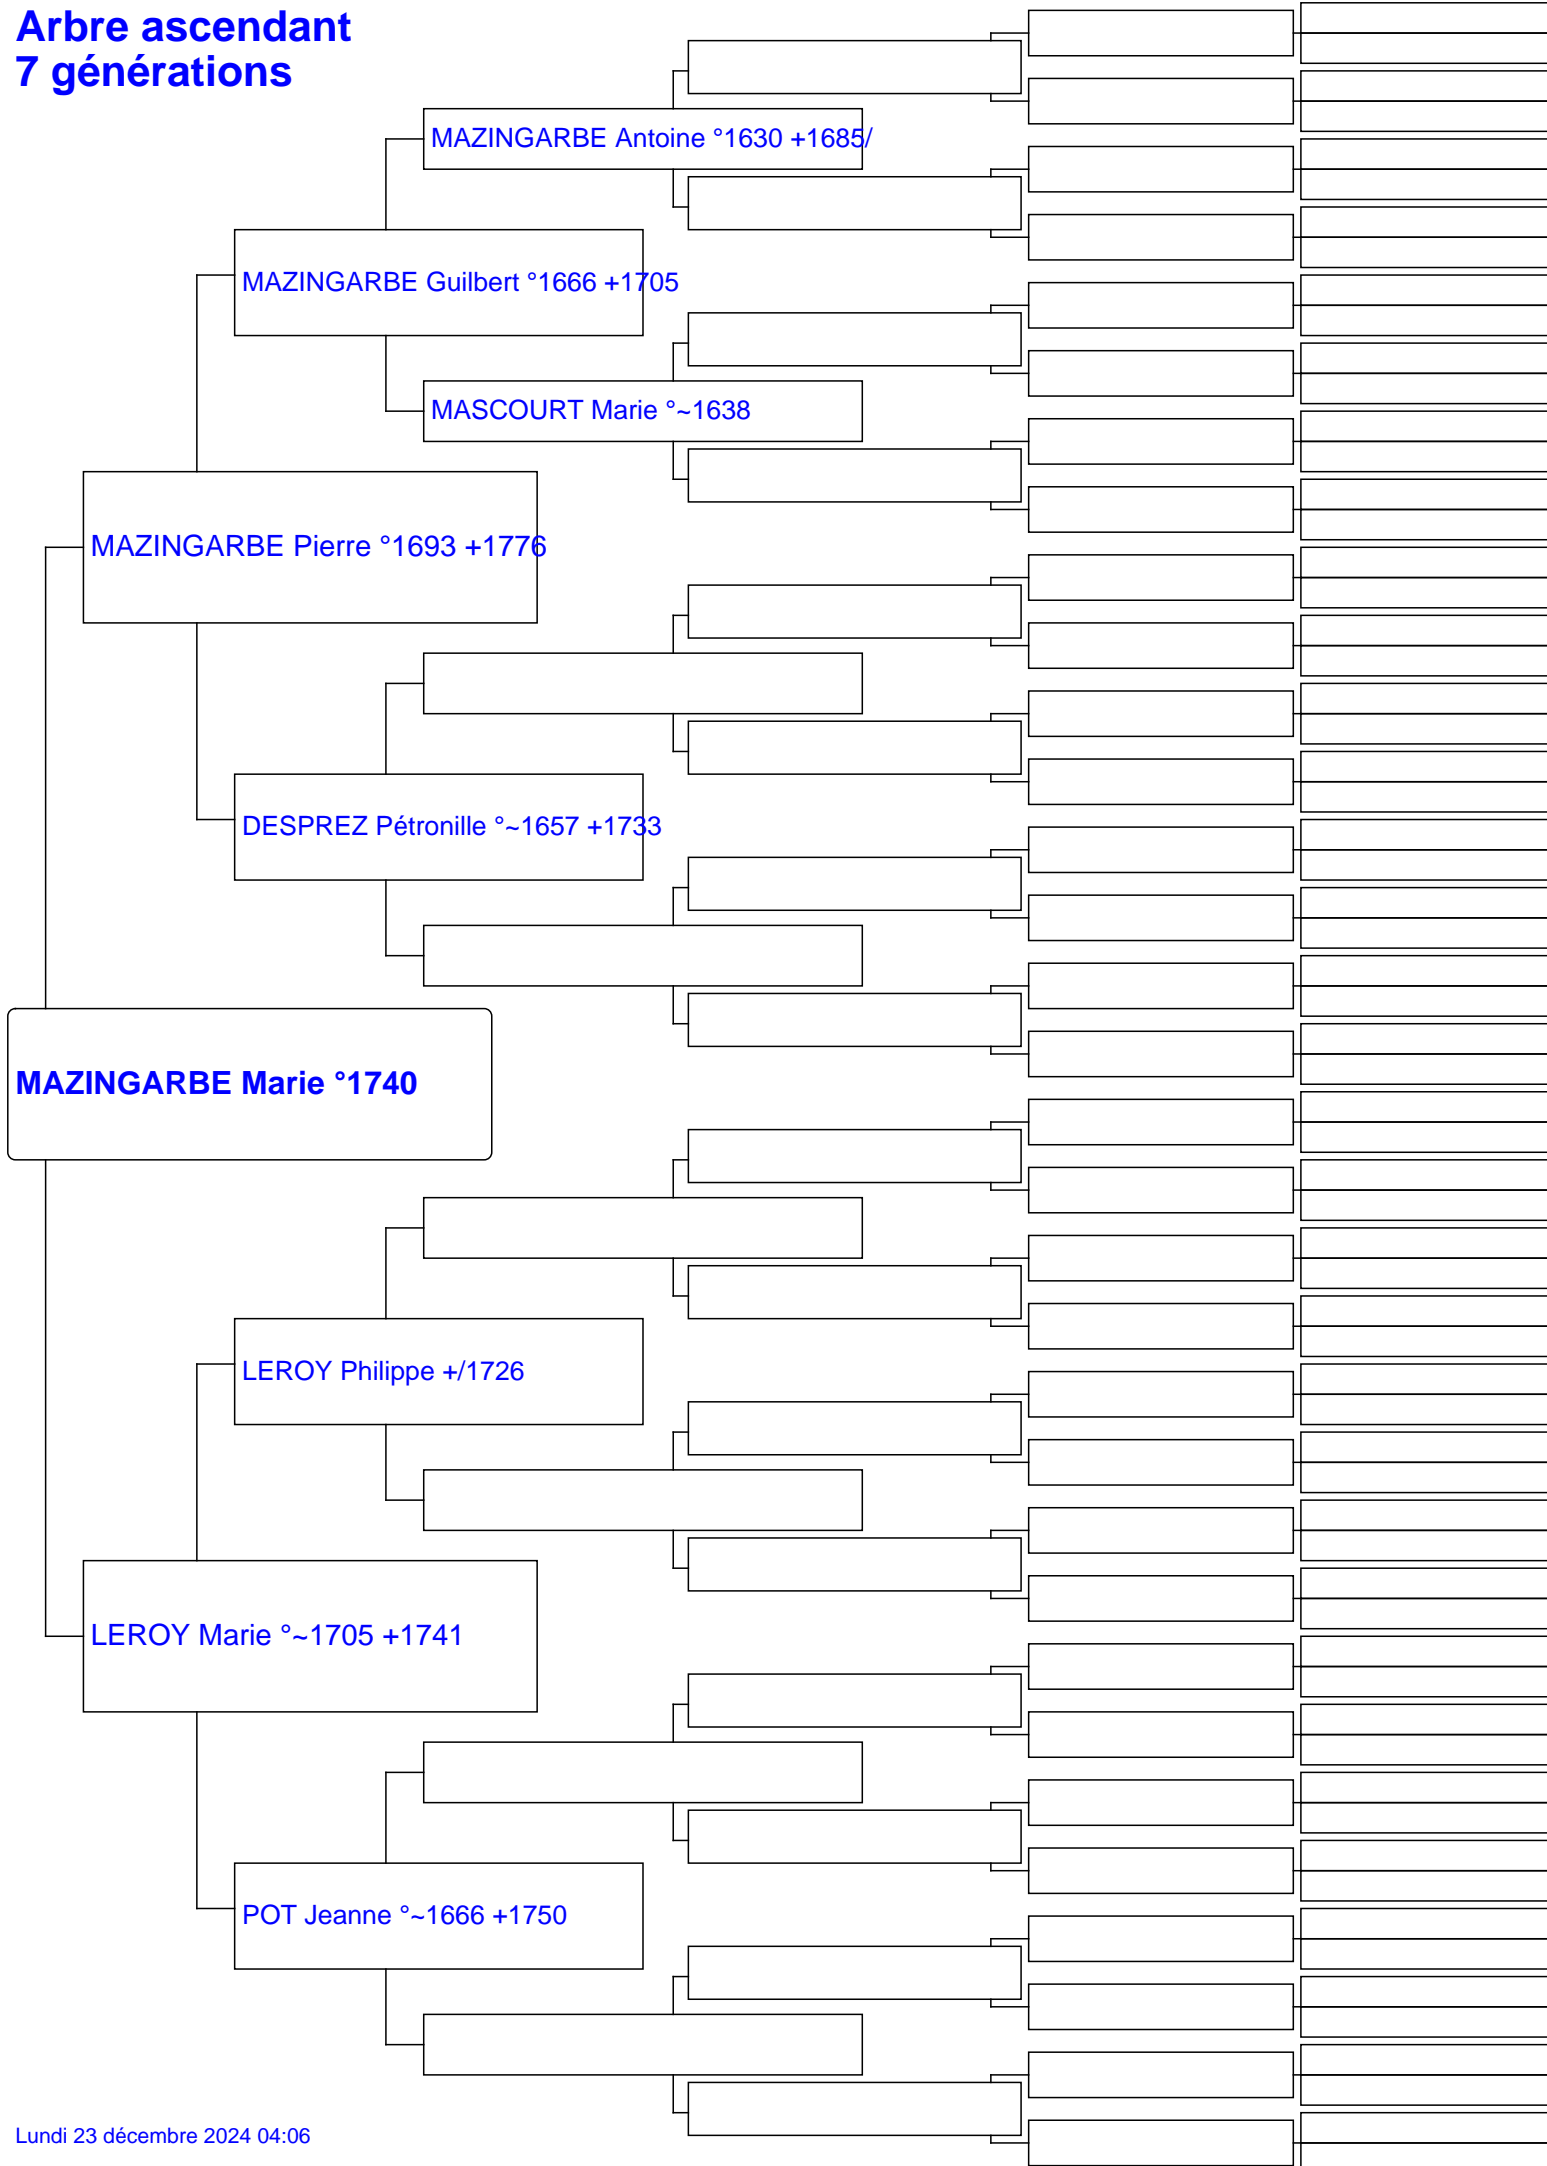 Arbre ascendant
7 générations
MAZINGARBE Antoine °1630 +1685/
MAZINGARBE Guilbert °1666 +1705
MASCOURT Marie °~1638
MAZINGARBE Pierre °1693 +1776
DESPREZ Pétronille °~1657 +1733
MAZINGARBE Marie °1740
LEROY Philippe +/1726
LEROY Marie °~1705 +1741
POT Jeanne °~1666 +1750
Lundi 23 décembre 2024 04:06